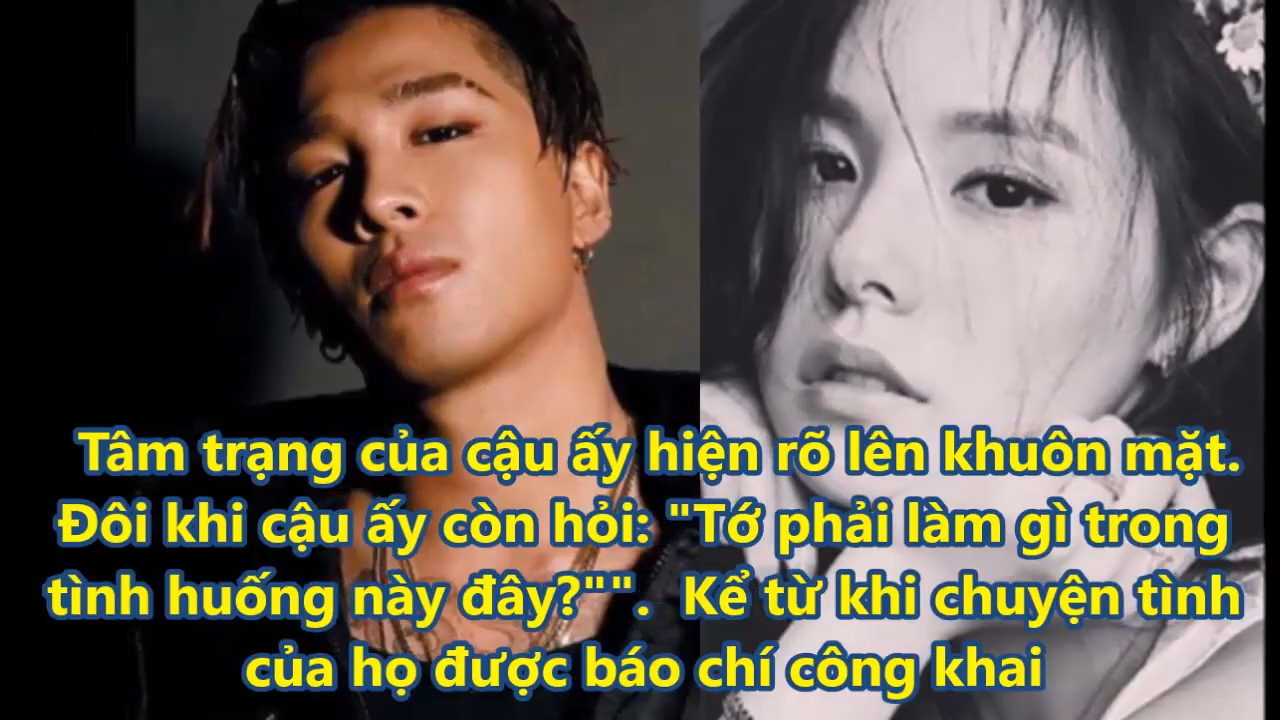 Tâm trạng của cậu ấy hiện rõ lên khuôn mặt.
Đôi khi cậu ấy còn hỏi: "Tớ phải làm gì trong
tình huống này đây?"". Kể từ khi chuyện tình
của họ được báo chí công khai